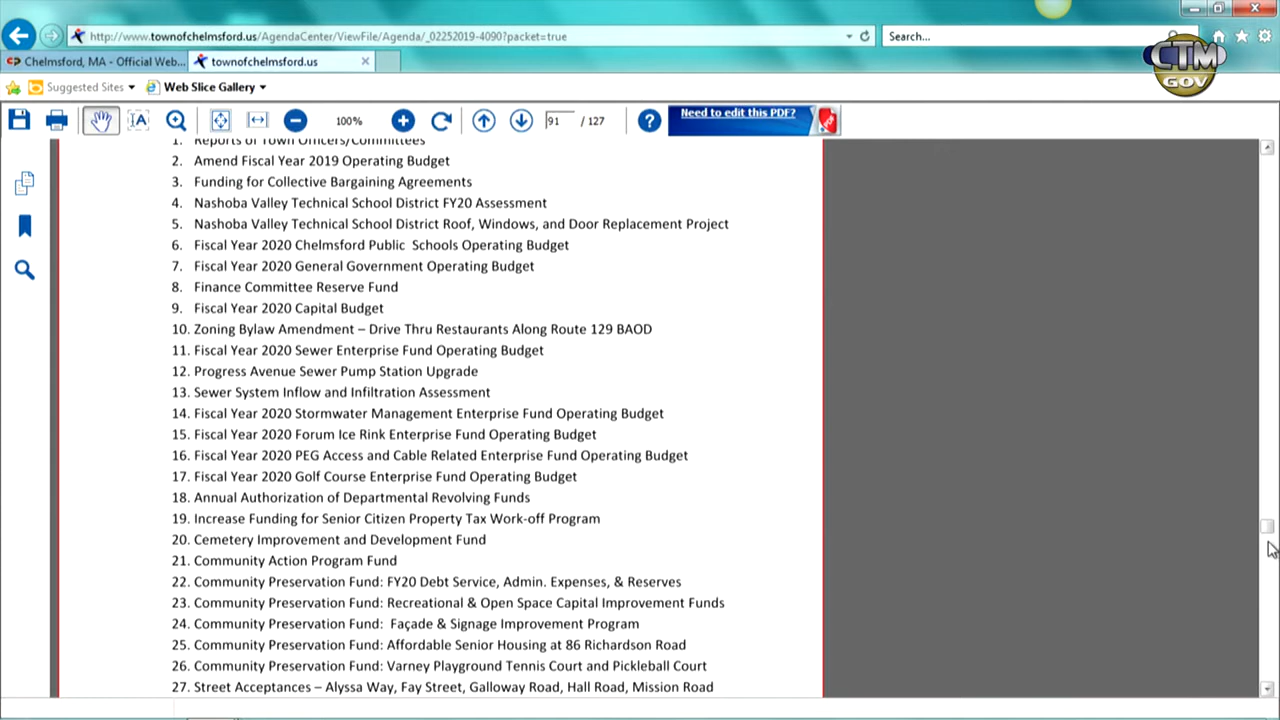 http://www.townofchelmsford.us/AgendaCenter/ViewFile/Agenda/_02252019-4090?packet=true
Search...
Chelmsford, MA - Official Web...
townofchelmsford.us
CTM
GOV
Suggested Sites
Web Slice Gallery
100%
91 / 127
Need to edit this PDF?
1. Reports of Town Officers/Committees
2. Amend Fiscal Year 2019 Operating Budget
3. Funding for Collective Bargaining Agreements
4. Nashoba Valley Technical School District FY20 Assessment
5. Nashoba Valley Technical School District Roof, Windows, and Door Replacement Project
6. Fiscal Year 2020 Chelmsford Public Schools Operating Budget
7. Fiscal Year 2020 General Government Operating Budget
8. Finance Committee Reserve Fund
9. Fiscal Year 2020 Capital Budget
10. Zoning Bylaw Amendment – Drive Thru Restaurants Along Route 129 BAOD
11. Fiscal Year 2020 Sewer Enterprise Fund Operating Budget
12. Progress Avenue Sewer Pump Station Upgrade
13. Sewer System Inflow and Infiltration Assessment
14. Fiscal Year 2020 Stormwater Management Enterprise Fund Operating Budget
15. Fiscal Year 2020 Forum Ice Rink Enterprise Fund Operating Budget
16. Fiscal Year 2020 PEG Access and Cable Related Enterprise Fund Operating Budget
17. Fiscal Year 2020 Golf Course Enterprise Fund Operating Budget
18. Annual Authorization of Departmental Revolving Funds
19. Increase Funding for Senior Citizen Property Tax Work-off Program
20. Cemetery Improvement and Development Fund
21. Community Action Program Fund
22. Community Preservation Fund: FY20 Debt Service, Admin. Expenses, & Reserves
23. Community Preservation Fund: Recreational & Open Space Capital Improvement Funds
24. Community Preservation Fund: Façade & Signage Improvement Program
25. Community Preservation Fund: Affordable Senior Housing at 86 Richardson Road
26. Community Preservation Fund: Varney Playground Tennis Court and Pickleball Court
27. Street Acceptances – Alyssa Way, Fay Street, Galloway Road, Hall Road, Mission Road